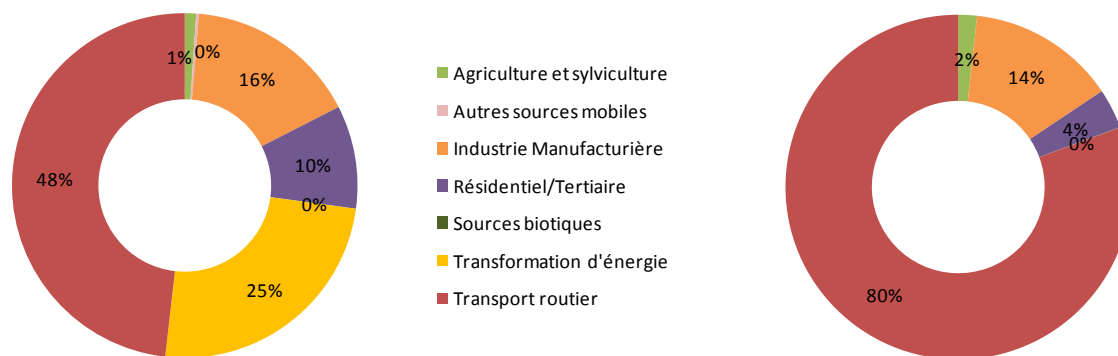 1%
0%
16%
10%
0%
25%
48%
Agriculture et sylviculture
Autres sources mobiles
Industrie Manufacturière
Résidentiel/Tertiaire
Sources biotiques
Transformation d'énergie
Transport routier
2%
14%
4%
0%
80%